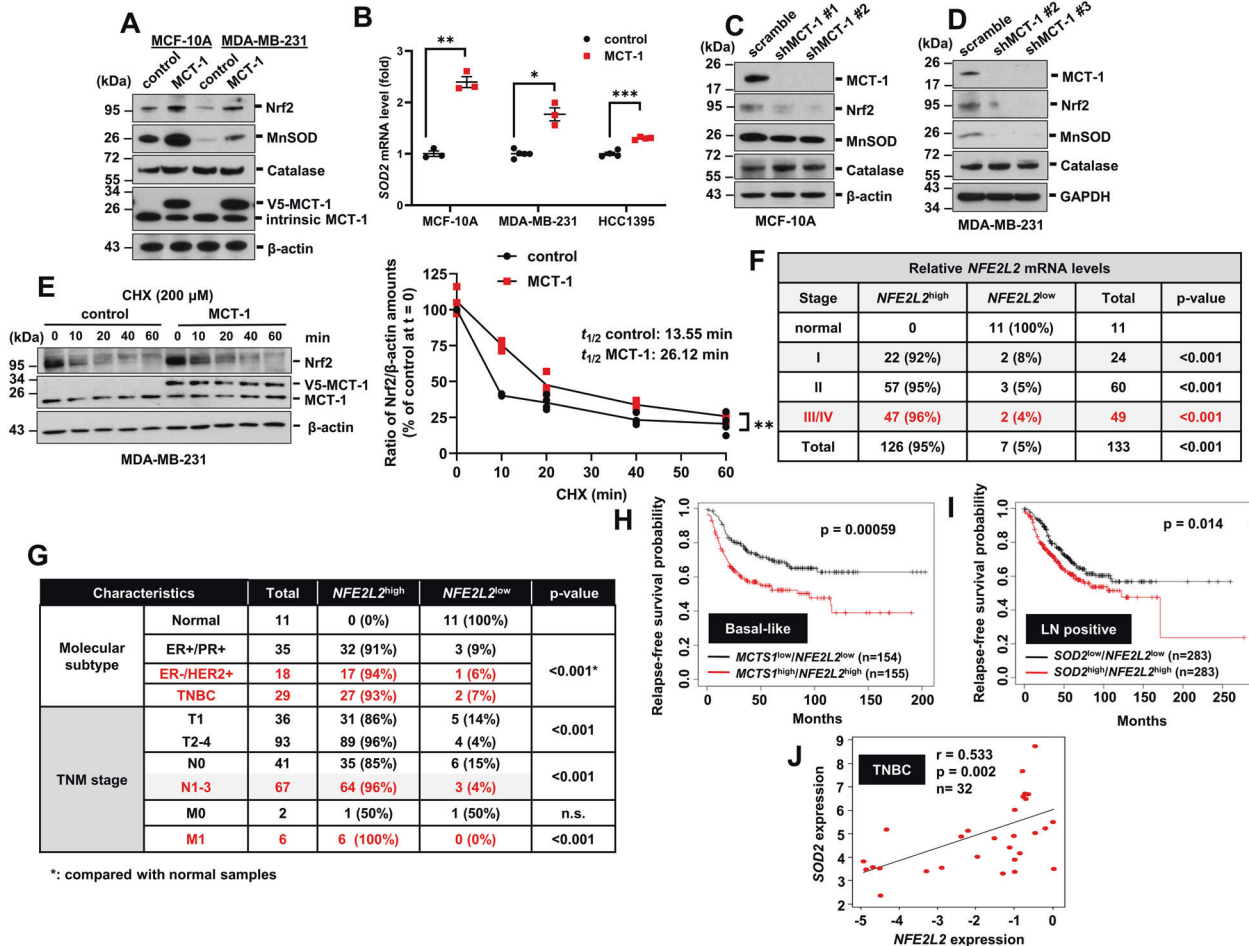 A
MCF-10A MDA-MB-231
(kDa) control MCT-1 control MCT-1
95 Nrf2
26 MnSOD
72
55 Catalase
34
26 V5-MCT-1
intrinsic MCT-1
43 β-actin
B
control
MCT-1
SOD2 mRNA level (fold)
3
2
1
0
** * ***
MCF-10A MDA-MB-231 HCC1395
C
scramble shMCT-1 #1 shMCT-1 #2
(kDa)
26
17 MCT-1
95 Nrf2
26 MnSOD
72
55 Catalase
43 β-actin
MCF-10A
D
scramble shMCT-1 #2 shMCT-1 #3
(kDa)
26
17 MCT-1
95 Nrf2
26 MnSOD
72
55 Catalase
43
34 GAPDH
MDA-MB-231
E
CHX (200 μM)
control MCT-1
(kDa) 0 10 20 40 60 0 10 20 40 60 min
95 Nrf2
34 V5-MCT-1
26 MCT-1
43 β-actin
MDA-MB-231
control
MCT-1
Ratio of Nrf2/β-actin amounts
(% of control at t = 0)
125
100
75
50
25
0
t1/2 control: 13.55 min
t1/2 MCT-1: 26.12 min
**
0 10 20 30 40 50 60
CHX (min)
F
Relative NFE2L2 mRNA levels
Stage NFE2L2high NFE2L2low Total p-value
normal 0 11 (100%) 11
I 22 (92%) 2 (8%) 24 <0.001
II 57 (95%) 3 (5%) 60 <0.001
III/IV 47 (96%) 2 (4%) 49 <0.001
Total 126 (95%) 7 (5%) 133 <0.001
G
Characteristics Total NFE2L2high NFE2L2low p-value
Molecular subtype
Normal 11 0 (0%) 11 (100%)
ER+/PR+ 35 32 (91%) 3 (9%) <0.001*
ER-/HER2+ 18 17 (94%) 1 (6%)
TNBC 29 27 (93%) 2 (7%)
TNM stage
T1 36 31 (86%) 5 (14%) <0.001
T2-4 93 89 (96%) 4 (4%)
N0 41 35 (85%) 6 (15%) <0.001
N1-3 67 64 (96%) 3 (4%)
M0 2 1 (50%) 1 (50%) n.s.
M1 6 6 (100%) 0 (0%) <0.001
*: compared with normal samples
H
Relapse-free survival probability
1.0
0.8
0.6
0.4
0.2
0.0
p = 0.00059
Basal-like
MCTS1low/NFE2L2low (n=154)
MCTS1high/NFE2L2high (n=155)
0 50 100 150 200
Months
I
Relapse-free survival probability
1.0
0.8
0.6
0.4
0.2
0.0
p = 0.014
LN positive
SOD2low/NFE2L2low (n=283)
SOD2high/NFE2L2high (n=283)
0 50 100 150 200 250
Months
J
TNBC
r = 0.533
p = 0.002
n= 32
SOD2 expression
9
8
7
6
5
4
3
2
-5 -4 -3 -2 -1 0
NFE2L2 expression